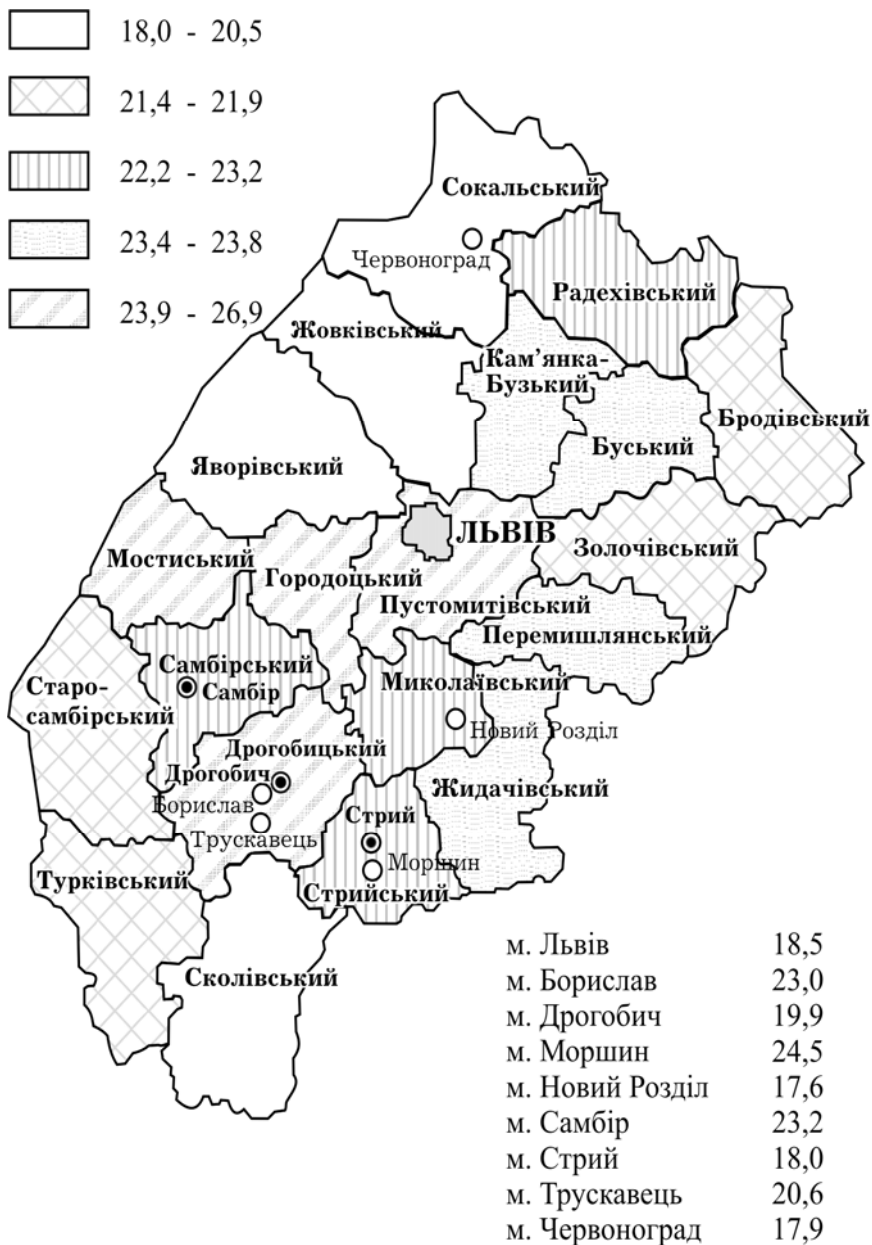 18,0 - 20,5
21,4 - 21,9
22,2 - 23,2
23,4 - 23,8
23,9 - 26,9
Сокальський
Червоноград
Радехівський
Жовківський
Кам’янка-
Бузький
Бродівський
Буський
Яворівський
ЛЬВІВ
Золочівський
Мостиський
Городоцький
Пустомитівський
Перемишлянський
Самбірський
Самбір
Миколаївський
Старо-
самбірський
Новий Розділ
Дрогобицький
Дрогобич
Борислав
Жидачівський
Стрий
Трускавець
Моршин
Турківський
Стрийський
Сколівський
м. Львів 18,5
м. Борислав 23,0
м. Дрогобич 19,9
м. Моршин 24,5
м. Новий Розділ 17,6
м. Самбір 23,2
м. Стрий 18,0
м. Трускавець 20,6
м. Червоноград 17,9